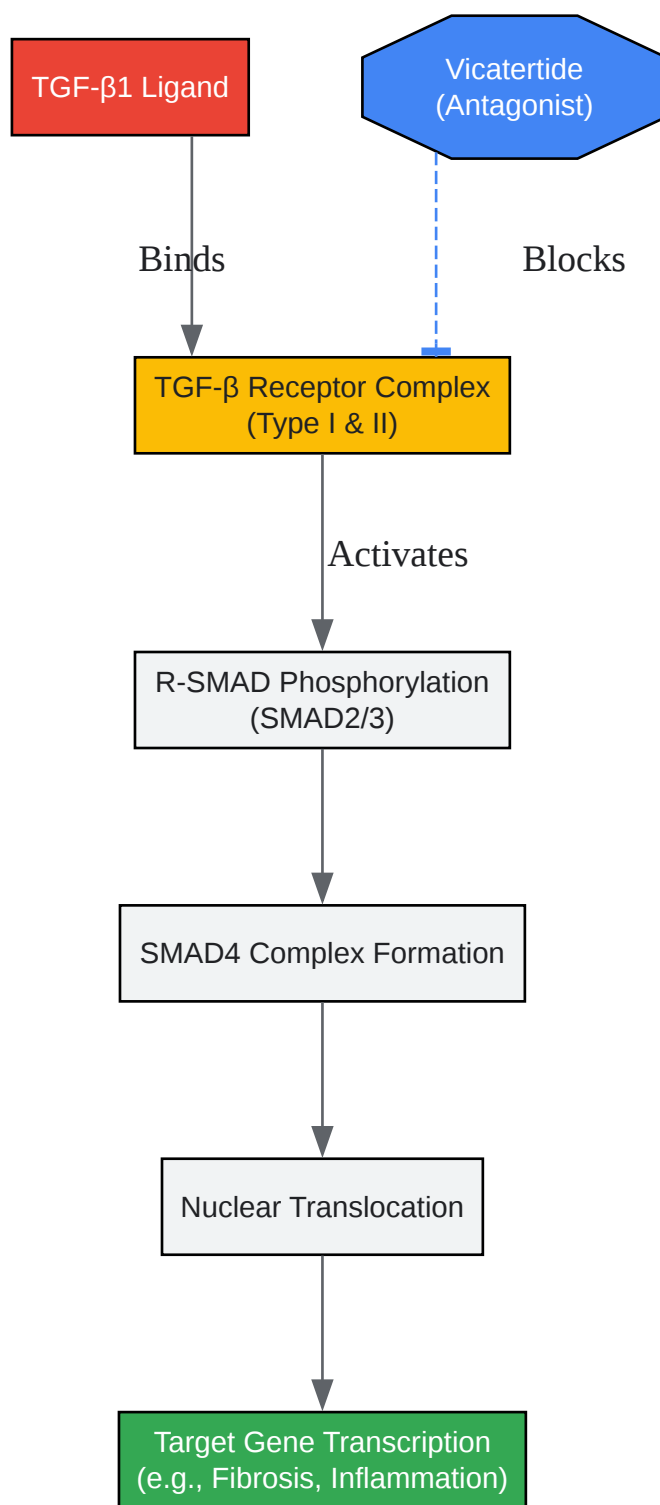 TGF-β1 Ligand
Vicatertide
(Antagonist)
Binds
Blocks
TGF-β Receptor Complex
(Type I & II)
Activates
R-SMAD Phosphorylation
(SMAD2/3)
SMAD4 Complex Formation
Nuclear Translocation
Target Gene Transcription
(e.g., Fibrosis, Inflammation)